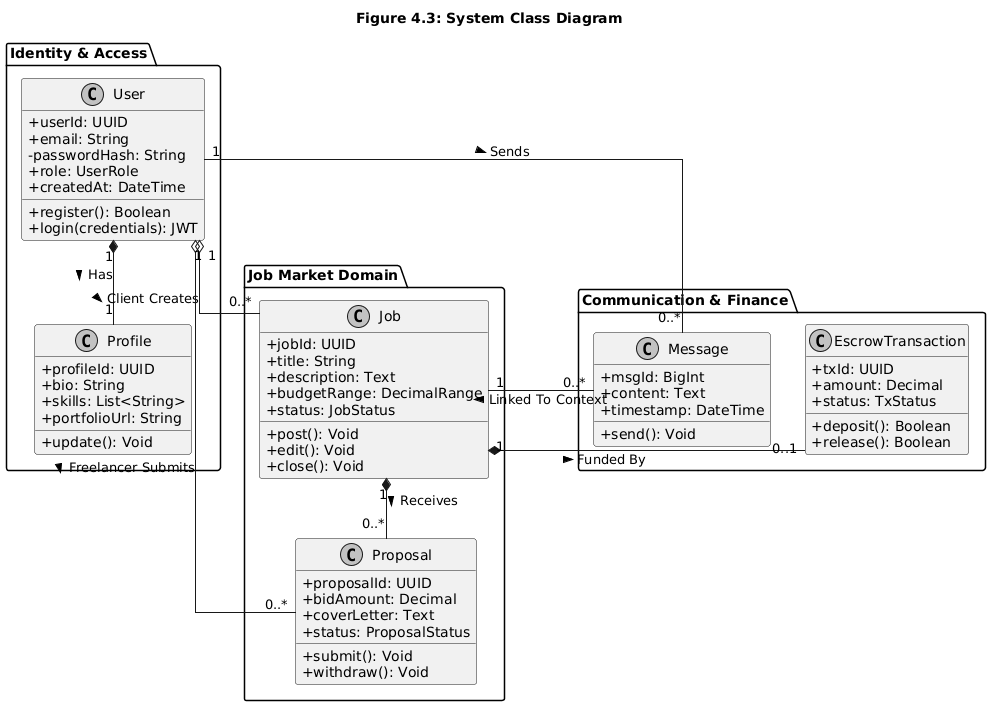 Figure 4.3: System Class Diagram
Identity & Access
C User
+userId: UUID
+email: String
-passwordHash: String
+role: UserRole
+createdAt: DateTime
+register(): Boolean
+login(credentials): JWT
1
Sends
0..*
1
Has
1
1
1
Client Creates
0..*
C Profile
+profileId: UUID
+bio: String
+skills: List<String>
+portfolioUrl: String
+update(): Void
Freelancer Submits
0..*
Job Market Domain
C Job
+jobId: UUID
+title: String
+description: Text
+budgetRange: DecimalRange
+status: JobStatus
+post(): Void
+edit(): Void
+close(): Void
1
0..*
Linked To Context
1
0..1
Funded By
1
Receives
0..*
C Proposal
+proposalId: UUID
+bidAmount: Decimal
+coverLetter: Text
+status: ProposalStatus
+submit(): Void
+withdraw(): Void
Communication & Finance
C Message
+msgId: BigInt
+content: Text
+timestamp: DateTime
+send(): Void
C EscrowTransaction
+txId: UUID
+amount: Decimal
+status: TxStatus
+deposit(): Boolean
+release(): Boolean